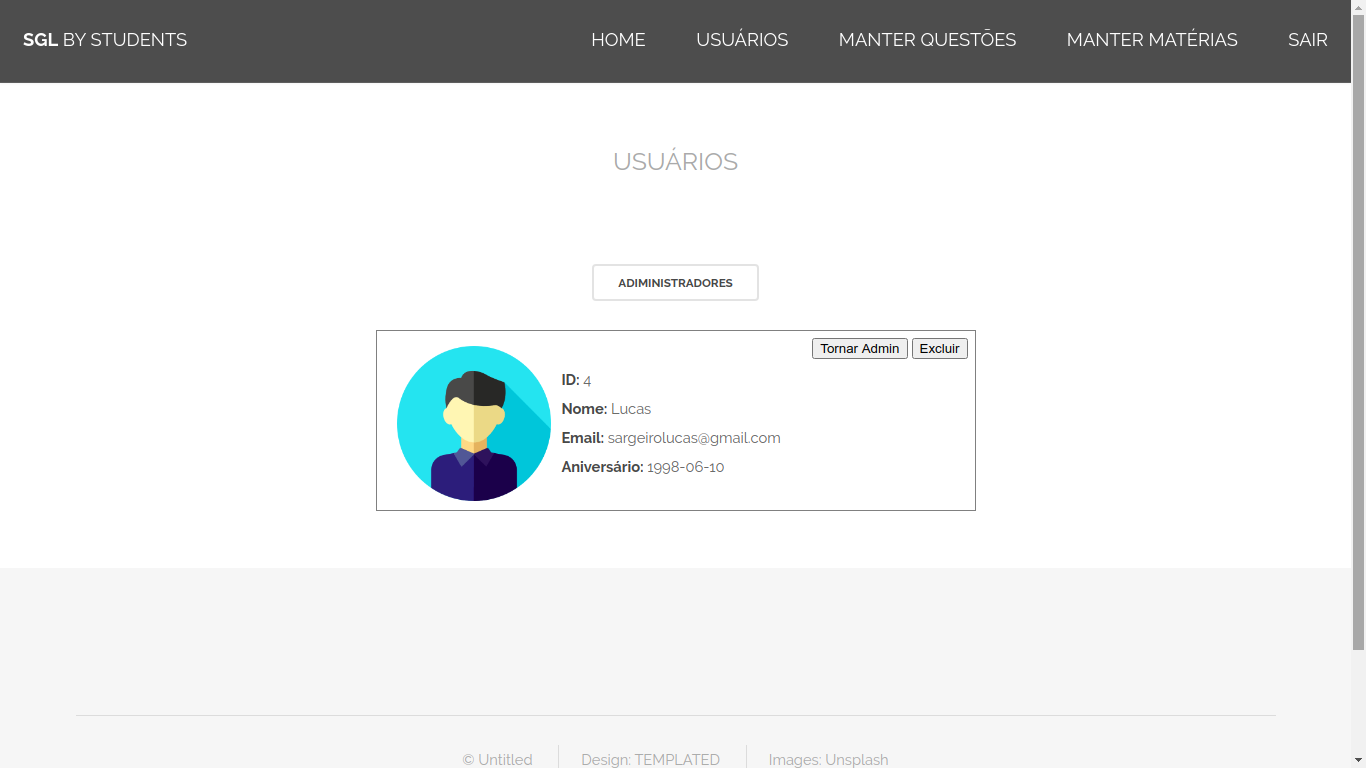 SGL BY STUDENTS HOME USUÁRIOS MANTER QUESTÕES MANTER MATÉRIAS SAIR
USUÁRIOS
ADIMINISTRADORES
Tornar Admin Excluir
ID: 4
Nome: Lucas
Email: sargeirolucas@gmail.com
Aniversário: 1998-06-10
© Untitled Design: TEMPLATED Images: Unsplash